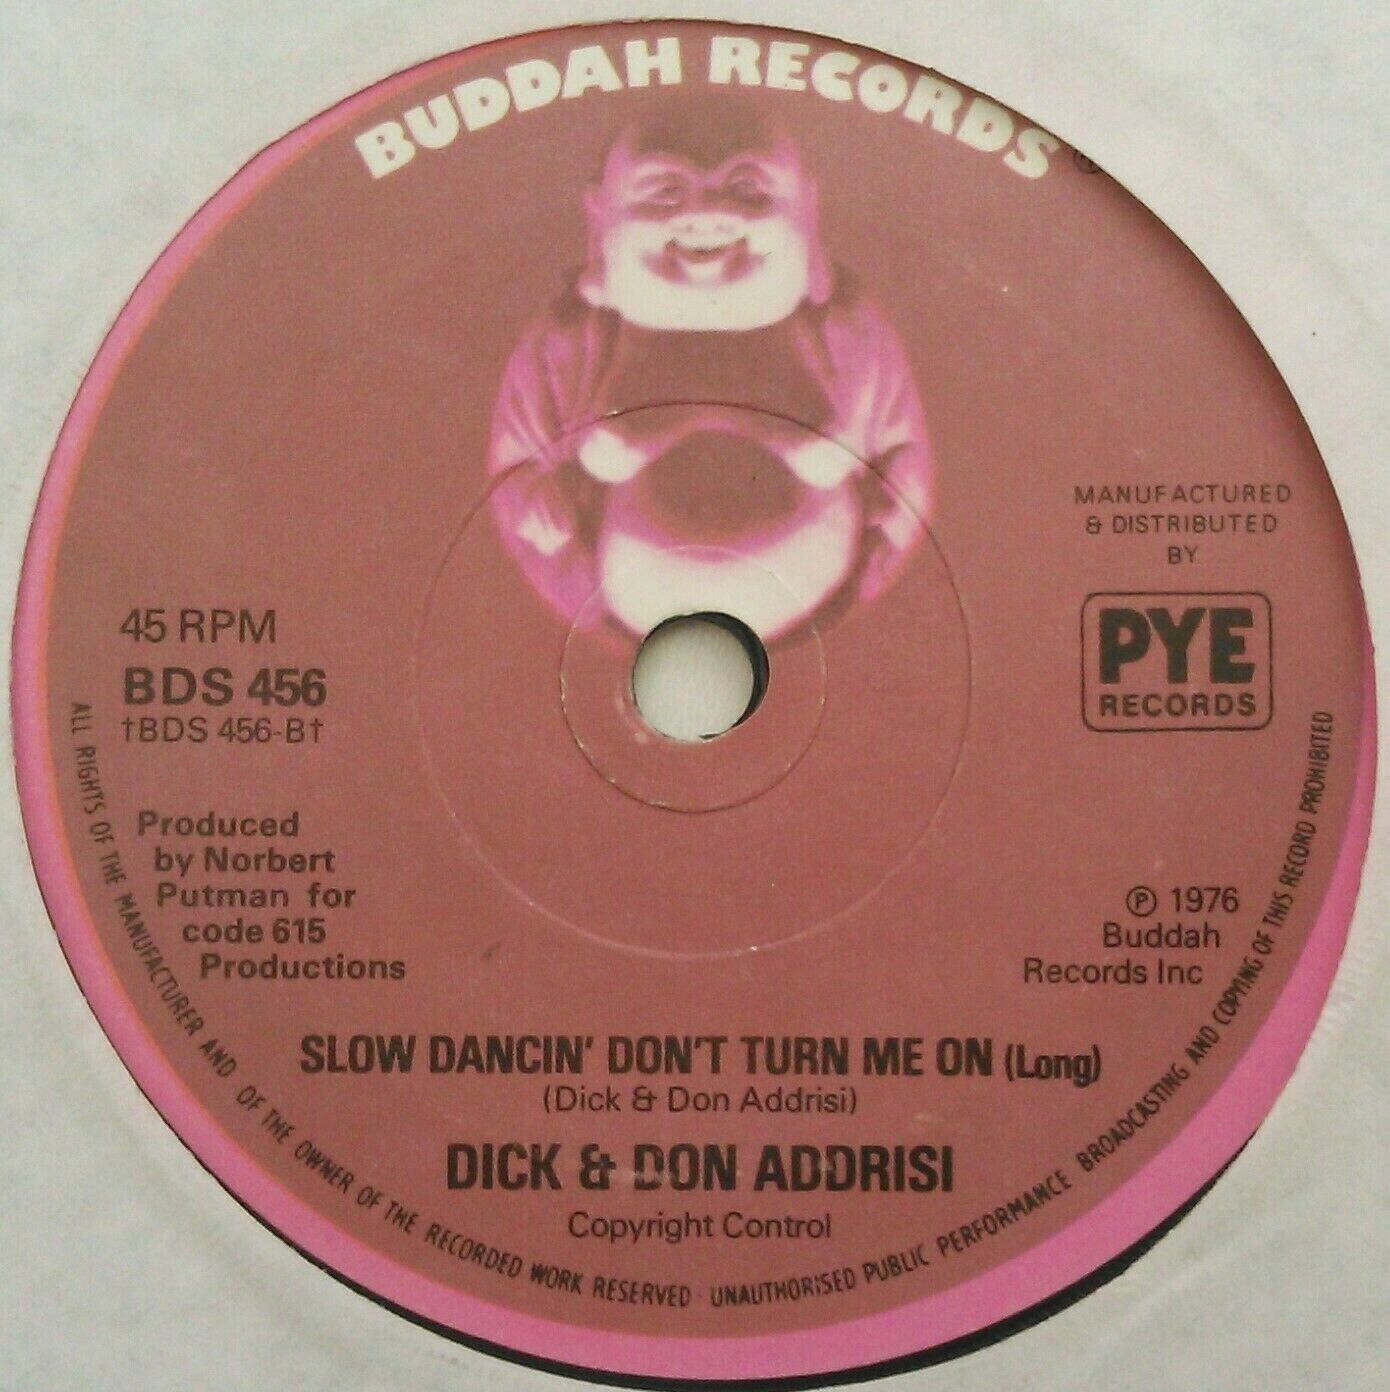 BUDDAH RECORDS
MANUFACTURED
& DISTRIBUTED
BY
PYE
RECORDS
45 RPM
BDS 456
†BDS 456-B†
Produced
by Norbert
Putman for
code 615
Productions
℗ 1976
Buddah
Records Inc
SLOW DANCIN' DON'T TURN ME ON (Long)
(Dick & Don Addrisi)
DICK & DON ADDRISI
Copyright Control
ALL RIGHTS OF THE MANUFACTURER AND OF THE OWNER OF THE RECORDED WORK RESERVED · UNAUTHORISED PUBLIC PERFORMANCE BROADCASTING AND COPYING OF THIS RECORD PROHIBITED